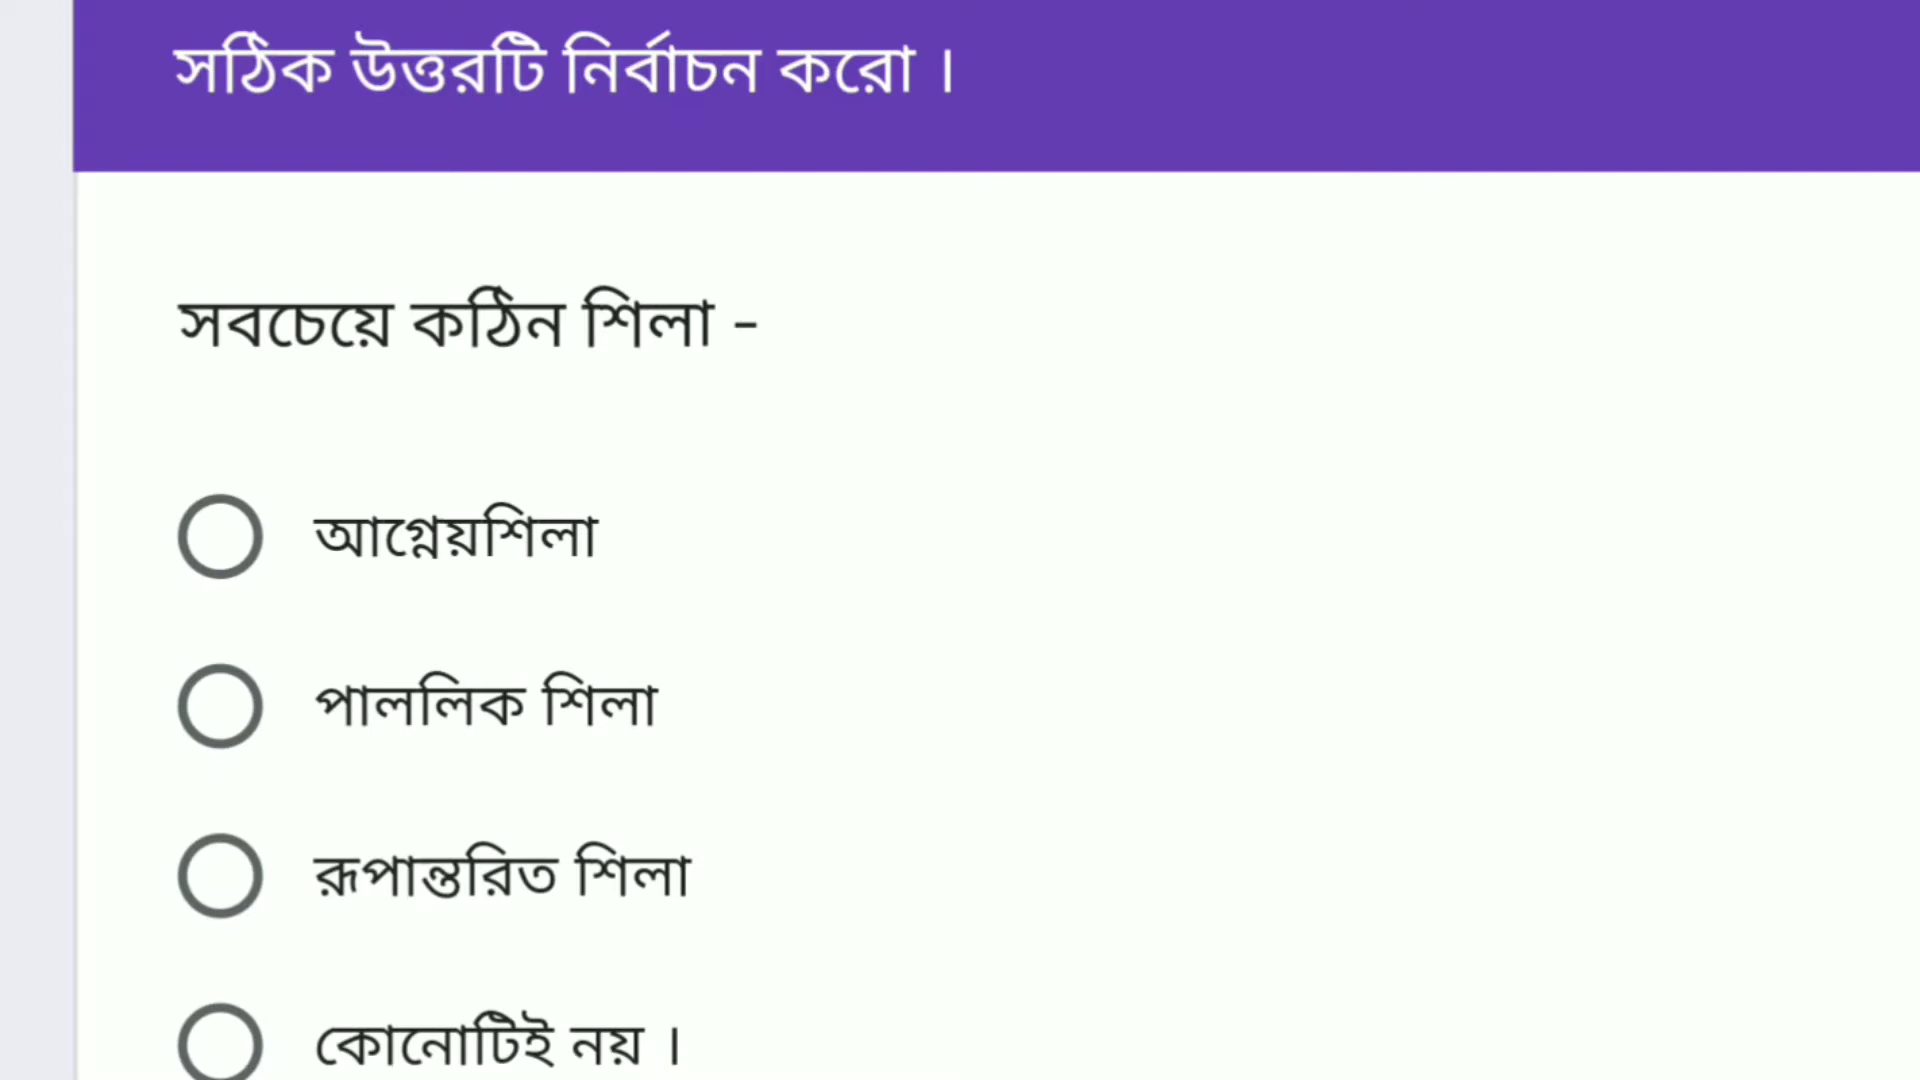 সঠিক উত্তরটি নির্বাচন করো ।
সবচেয়ে কঠিন শিলা -
আগ্নেয়শিলা
পাললিক শিলা
রূপান্তরিত শিলা
কোনোটিই নয় ।